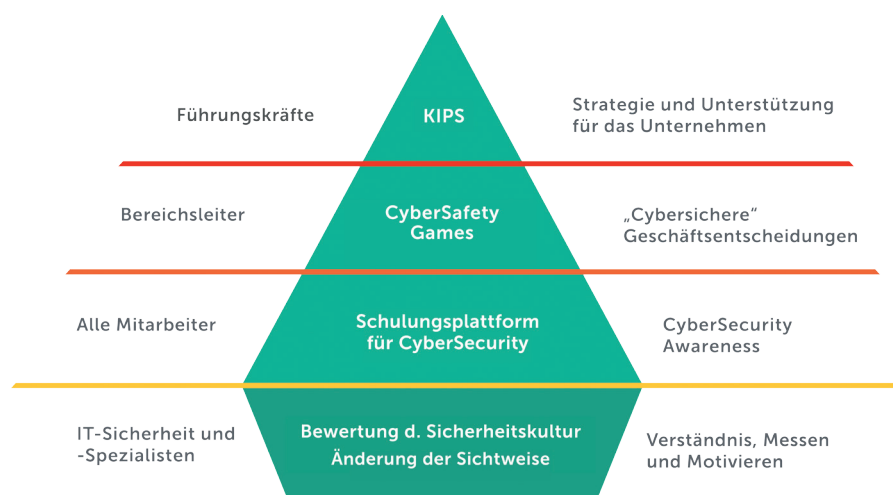 Führungskräfte
KIPS
Strategie und Unterstützung
für das Unternehmen
Bereichsleiter
CyberSafety
Games
„Cybersichere“
Geschäftsentscheidungen
Alle Mitarbeiter
Schulungsplattform
für CyberSecurity
CyberSecurity
Awareness
IT-Sicherheit und
-Spezialisten
Bewertung d. Sicherheitskultur
Änderung der Sichtweise
Verständnis, Messen
und Motivieren